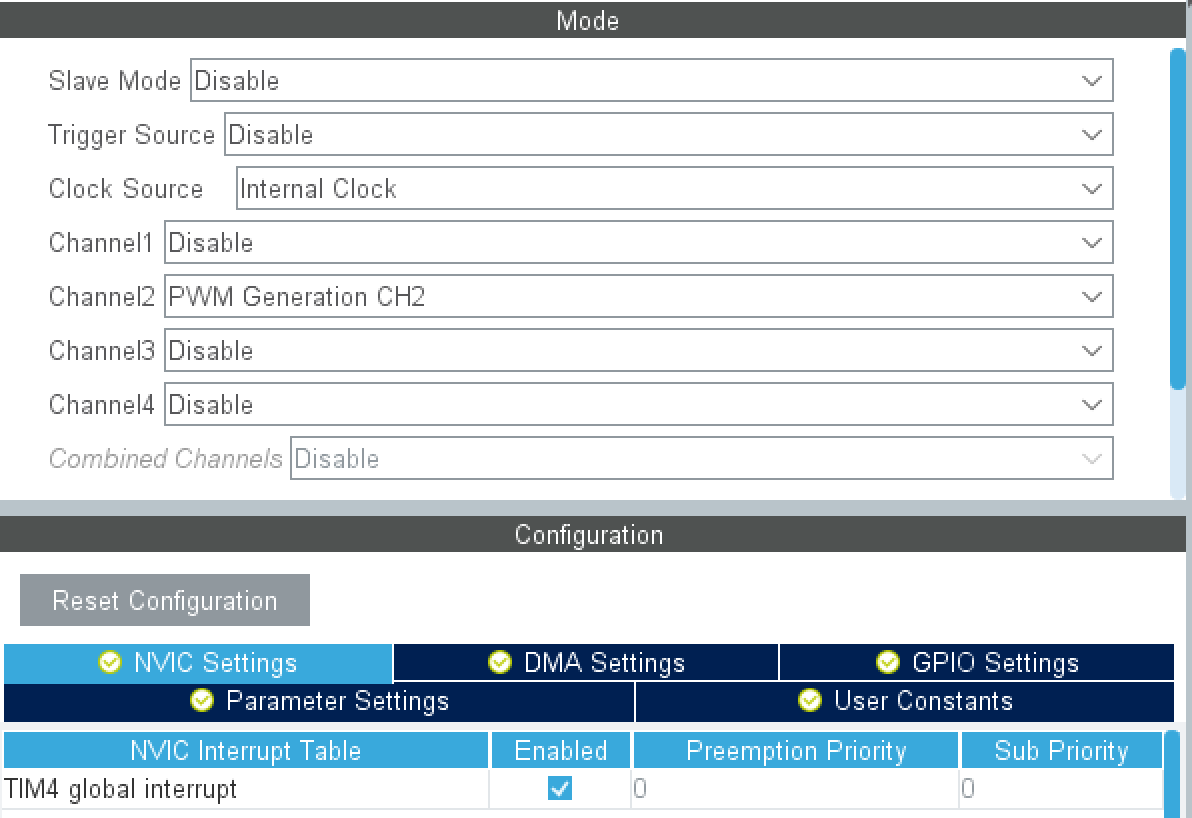 Mode
Slave Mode Disable
Trigger Source Disable
Clock Source Internal Clock
Channel1 Disable
Channel2 PWM Generation CH2
Channel3 Disable
Channel4 Disable
Combined Channels Disable
Configuration
Reset Configuration
NVIC Settings DMA Settings GPIO Settings
Parameter Settings User Constants
NVIC Interrupt Table Enabled Preemption Priority Sub Priority
TIM4 global interrupt 0 0